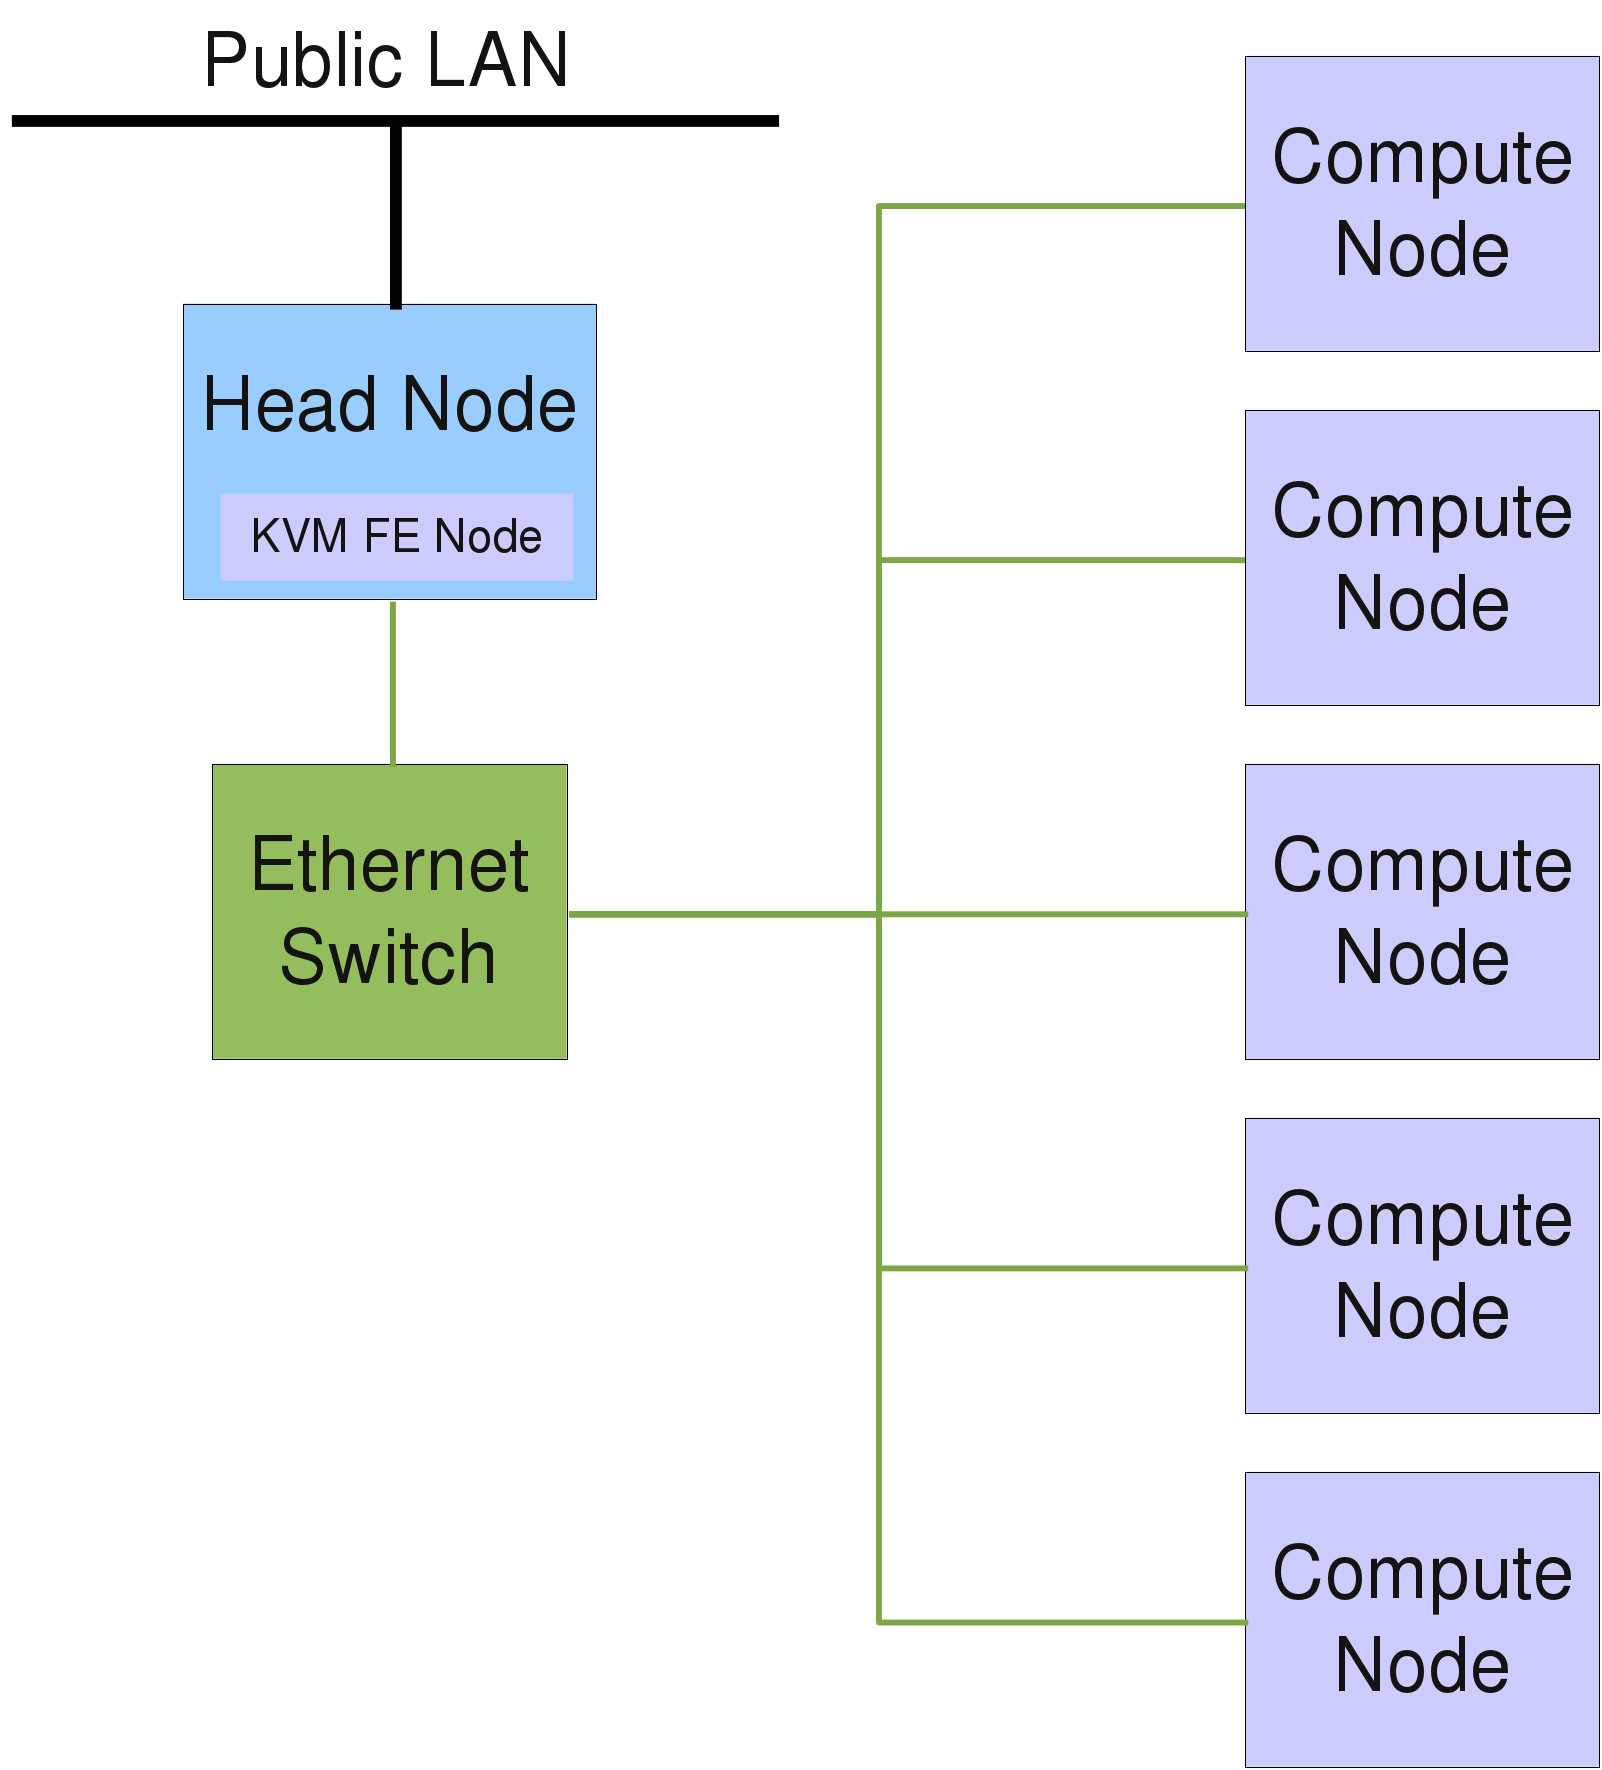 Public LAN
Head Node
KVM FE Node
Ethernet
Switch
Compute
Node
Compute
Node
Compute
Node
Compute
Node
Compute
Node